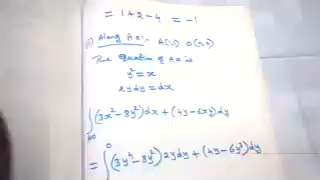 = 1+2-4 = -1
(ii) Along AO:- A(1,1) O(0,0)
The Equation of AO is
y² = x
2y dy = dx
∫AO (3x² - 8y²) dx + (4y - 6xy) dy
= ∫⁰ (3y⁴ - 8y²) 2y dy + (4y - 6y³) dy